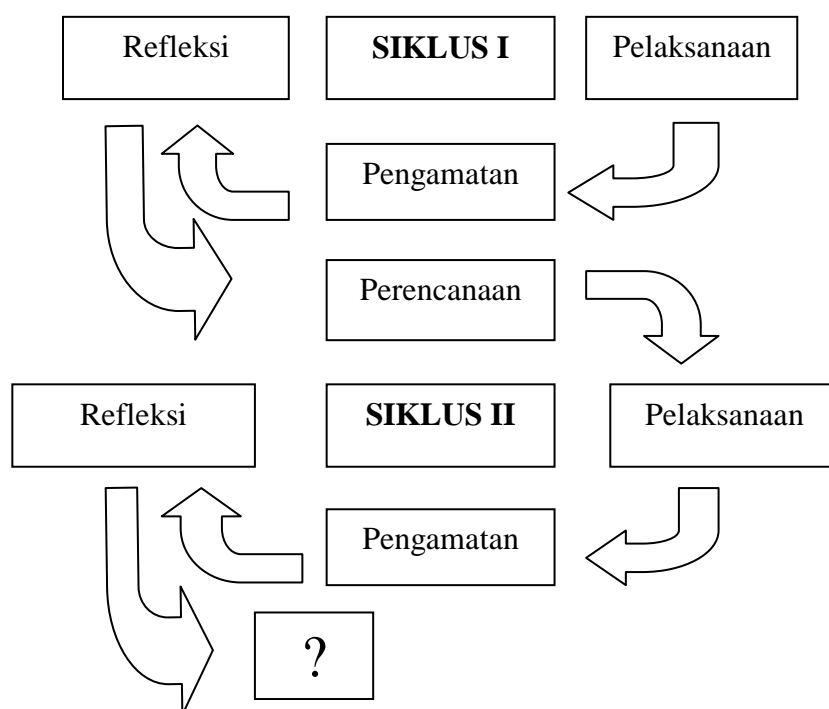 Refleksi SIKLUS I Pelaksanaan
Pengamatan
Perencanaan
Refleksi SIKLUS II Pelaksanaan
Pengamatan
?